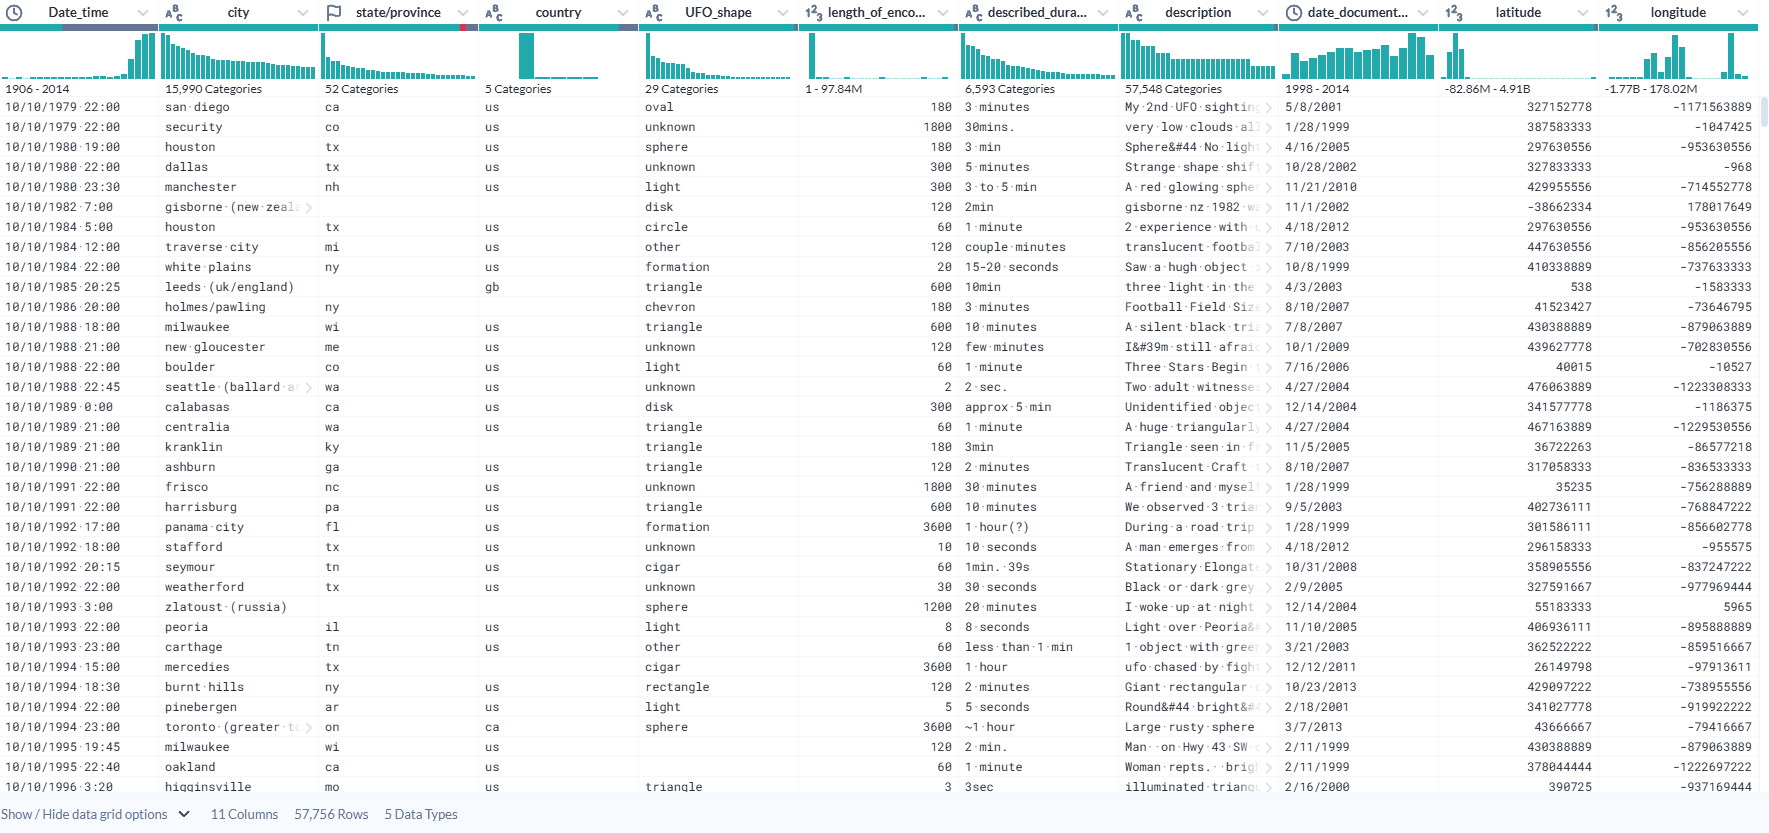 Date_time city state/province country UFO_shape length_of_enco... described_dura... description date_document... latitude longitude
1906 - 2014 15,990 Categories 52 Categories 5 Categories 29 Categories 1 - 97.84M 6,593 Categories 57,548 Categories 1998 - 2014 -82.86M - 4.91B -1.77B - 178.02M
10/10/1979 22:00 san diego ca us oval 180 3 minutes My 2nd UFO sighting 5/8/2001 327152778 -1171563889
10/10/1979 22:00 security co us unknown 1800 30mins. very low clouds al 1/28/1999 387583333 -1047425
10/10/1980 19:00 houston tx us sphere 180 3 min Sphere&#44 No ligh 4/16/2005 297630556 -953630556
10/10/1980 22:00 dallas tx us unknown 300 5 minutes Strange shape shif 10/28/2002 327833333 -968
10/10/1980 23:30 manchester nh us light 300 3 to 5 min A red glowing sphe 11/21/2010 429955556 -714552778
10/10/1982 7:00 gisborne (new zeal disk 120 2min gisborne nz 1982 w 11/1/2002 -38662334 178017649
10/10/1984 5:00 houston tx us circle 60 1 minute 2 experience with 4/18/2012 297630556 -953630556
10/10/1984 12:00 traverse city mi us other 120 couple minutes translucent footba 7/10/2003 447630556 -856205556
10/10/1984 22:00 white plains ny us formation 20 15-20 seconds Saw a hugh object 10/8/1999 410338889 -737633333
10/10/1985 20:25 leeds (uk/england) gb triangle 600 10min three light in the 4/3/2003 538 -1583333
10/10/1986 20:00 holmes/pawling ny chevron 180 3 minutes Football Field Size 8/10/2007 41523427 -73646795
10/10/1988 18:00 milwaukee wi us triangle 600 10 minutes A silent black tri 7/8/2007 430388889 -879063889
10/10/1988 21:00 new gloucester me us unknown 120 few minutes I&#39m still afrai 10/1/2009 439627778 -702830556
10/10/1988 22:00 boulder co us light 60 1 minute Three Stars Begin 7/16/2006 40015 -10527
10/10/1988 22:45 seattle (ballard a wa us unknown 2 2 sec. Two adult witnesse 4/27/2004 476063889 -1223308333
10/10/1989 0:00 calabasas ca us disk 300 approx 5 min Unidentified objec 12/14/2004 341577778 -1186375
10/10/1989 21:00 centralia wa us triangle 60 1 minute A huge triangularly 4/27/2004 467163889 -1229530556
10/10/1989 21:00 kranklin ky triangle 180 3min Triangle seen in f 11/5/2005 36722263 -86577218
10/10/1990 21:00 ashburn ga us triangle 120 2 minutes Translucent Craft 8/10/2007 317058333 -836533333
10/10/1991 22:00 frisco nc us unknown 1800 30 minutes A friend and mysel 1/28/1999 35235 -756288889
10/10/1991 22:00 harrisburg pa us triangle 600 10 minutes We observed 3 tria 9/5/2003 402736111 -768847222
10/10/1992 17:00 panama city fl us formation 3600 1 hour(?) During a road trip 1/28/1999 301586111 -856602778
10/10/1992 18:00 stafford tx us unknown 10 10 seconds A man emerges from 4/18/2012 296158333 -955575
10/10/1992 20:15 seymour tn us cigar 60 1min. 39s Stationary Elongat 10/31/2008 358905556 -837247222
10/10/1992 22:00 weatherford tx us unknown 30 30 seconds Black or dark grey 2/9/2005 327591667 -977969444
10/10/1993 3:00 zlatoust (russia) sphere 1200 20 minutes I woke up at night 12/14/2004 55183333 5965
10/10/1993 22:00 peoria il us light 8 8 seconds Light over Peoria&# 11/10/2005 406936111 -895888889
10/10/1993 23:00 carthage tn us other 60 less than 1 min 1 object with gree 3/21/2003 362522222 -859516667
10/10/1994 15:00 mercedies tx cigar 3600 1 hour ufo chased by figh 12/12/2011 26149798 -97913611
10/10/1994 18:30 burnt hills ny us rectangle 120 2 minutes Giant rectangular 10/23/2013 429097222 -738955556
10/10/1994 22:00 pinebergen ar us light 5 5 seconds Round&#44 bright&# 2/18/2001 341027778 -919922222
10/10/1994 23:00 toronto (greater t on ca sphere 3600 ~1 hour Large rusty sphere 3/7/2013 43666667 -79416667
10/10/1995 19:45 milwaukee wi us 120 2 min. Man on Hwy 43 SW 2/11/1999 430388889 -879063889
10/10/1995 22:40 oakland ca us 60 1 minute Woman repts. brig 2/11/1999 378044444 -1222697222
10/10/1996 3:20 higginsville mo us triangle 3 3sec illuminated triang 2/16/2000 390725 -937169444
Show / Hide data grid options 11 Columns 57,756 Rows 5 Data Types